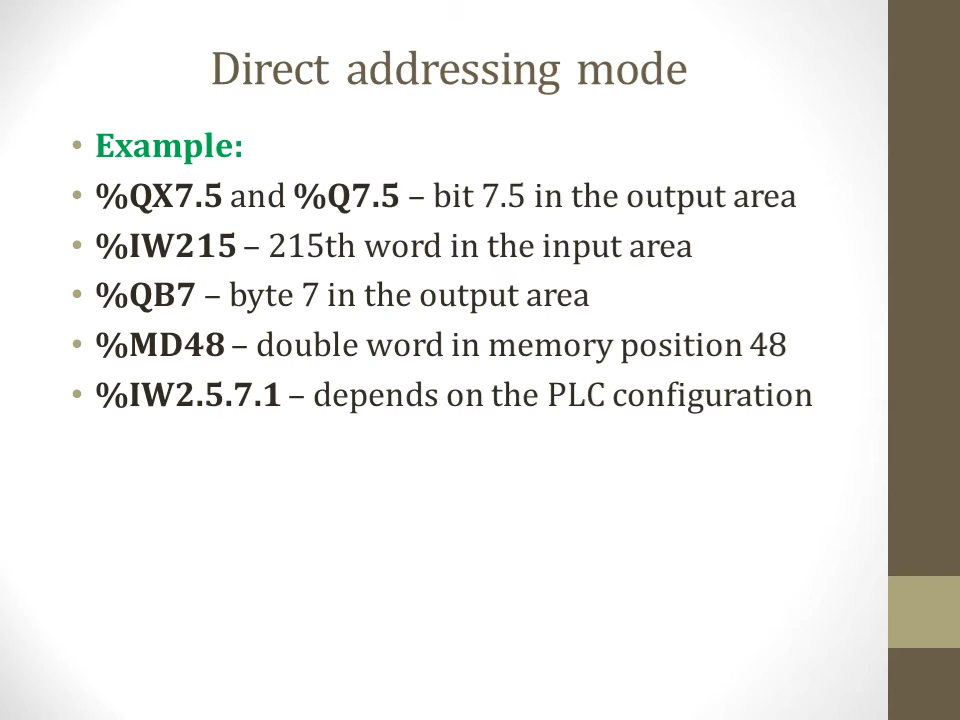 Direct addressing mode
• Example:
• %QX7.5 and %Q7.5 – bit 7.5 in the output area
• %IW215 – 215th word in the input area
• %QB7 – byte 7 in the output area
• %MD48 – double word in memory position 48
• %IW2.5.7.1 – depends on the PLC configuration